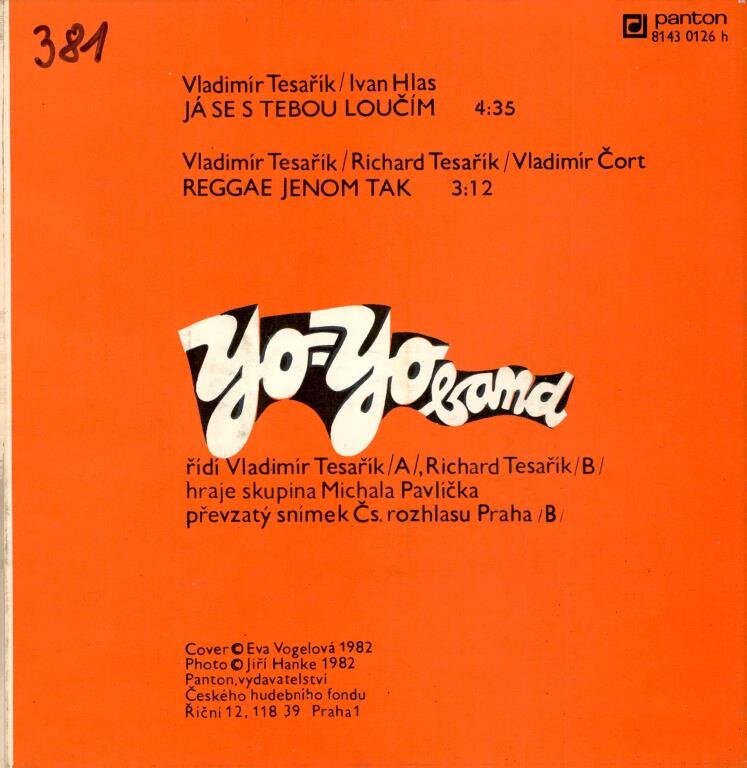 381
panton
8143 0126 h
Vladimír Tesařík/Ivan Hlas
JÁ SE S TEBOU LOUČÍM 4:35
Vladimír Tesařík/Richard Tesařík/Vladimír Čort
REGGAE JENOM TAK 3:12
yo-yo band
řídí Vladimír Tesařík/A/, Richard Tesařík/B/
hraje skupina Michala Pavlíčka
převzatý snímek Čs. rozhlasu Praha /B/
Cover © Eva Vogelová 1982
Photo © Jiří Hanke 1982
Panton, vydavatelství
Českého hudebního fondu
Říční 12, 118 39 Praha 1